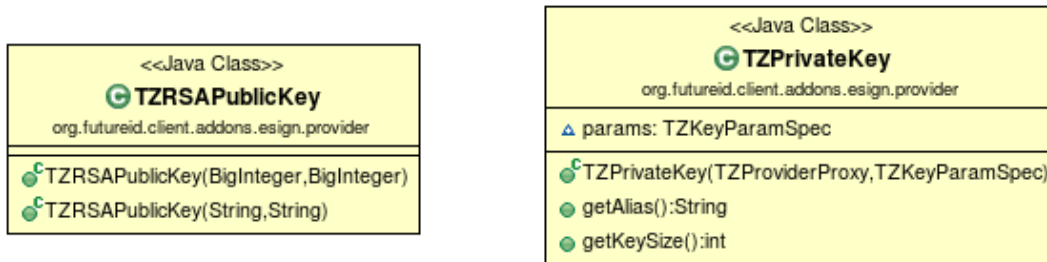 <<Java Class>>
TZRSAPublicKey
org.futureid.client.addons.esign.provider
TZRSAPublicKey(BigInteger,BigInteger)
TZRSAPublicKey(String,String)
<<Java Class>>
TZPrivateKey
org.futureid.client.addons.esign.provider
params: TZKeyParamSpec
TZPrivateKey(TZProviderProxy,TZKeyParamSpec)
getAlias():String
getKeySize():int